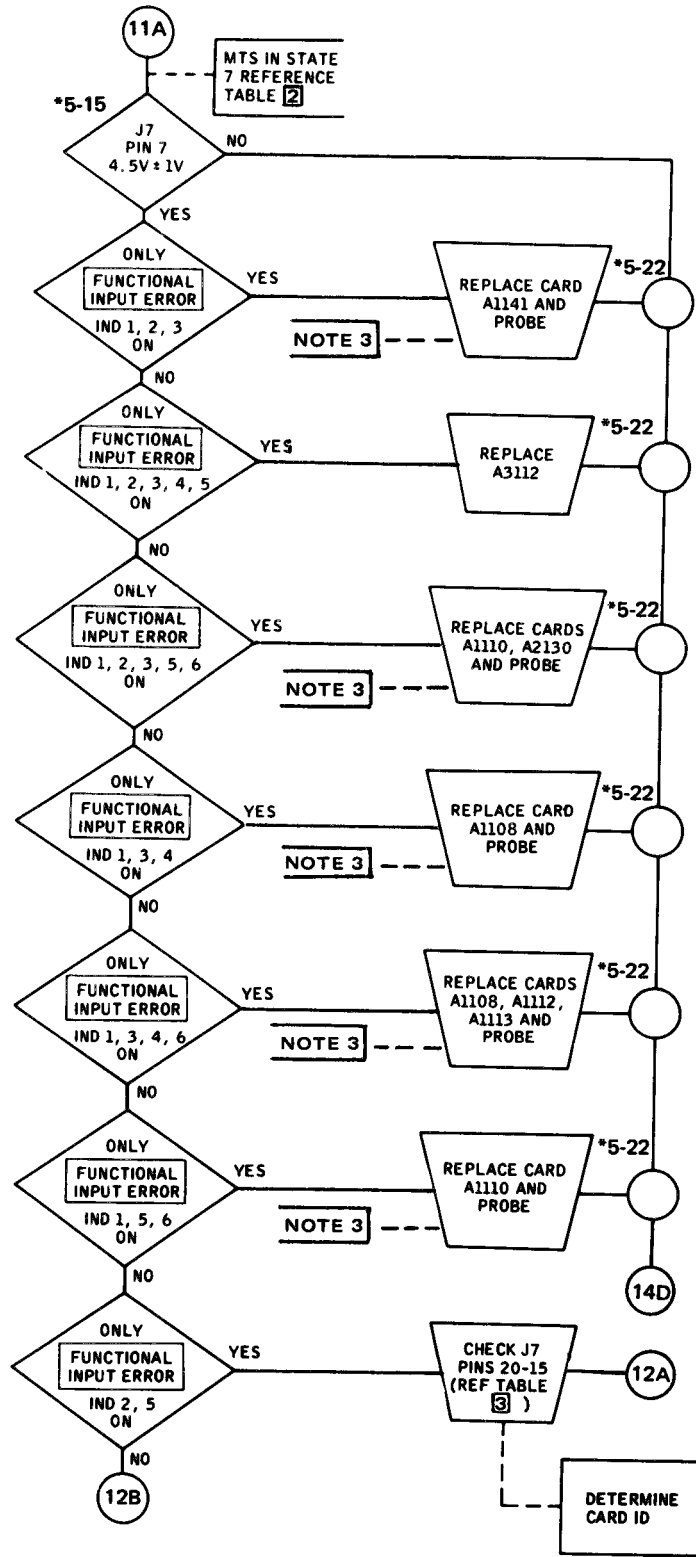 11A
MTS IN STATE
7 REFERENCE
TABLE 2
*5-15
J7
PIN 7
4.5V ± 1V
NO
YES
ONLY
FUNCTIONAL
INPUT ERROR
IND 1, 2, 3
ON
YES
REPLACE CARD
A1141 AND
PROBE
*5-22
NOTE 3
NO
ONLY
FUNCTIONAL
INPUT ERROR
IND 1, 2, 3, 4, 5
ON
YES
REPLACE
A3112
*5-22
NO
ONLY
FUNCTIONAL
INPUT ERROR
IND 1, 2, 3, 5, 6
ON
YES
REPLACE CARDS
A1110, A2130
AND PROBE
*5-22
NOTE 3
NO
ONLY
FUNCTIONAL
INPUT ERROR
IND 1, 3, 4
ON
YES
REPLACE CARD
A1108 AND
PROBE
*5-22
NOTE 3
NO
ONLY
FUNCTIONAL
INPUT ERROR
IND 1, 3, 4, 6
ON
YES
REPLACE CARDS
A1108, A1112,
A1113 AND
PROBE
*5-22
NOTE 3
NO
ONLY
FUNCTIONAL
INPUT ERROR
IND 1, 5, 6
ON
YES
REPLACE CARD
A1110 AND
PROBE
*5-22
NOTE 3
14D
NO
ONLY
FUNCTIONAL
INPUT ERROR
IND 2, 5
ON
YES
CHECK J7
PINS 20-15
(REF TABLE
3 )
12A
NO
12B
DETERMINE
CARD ID